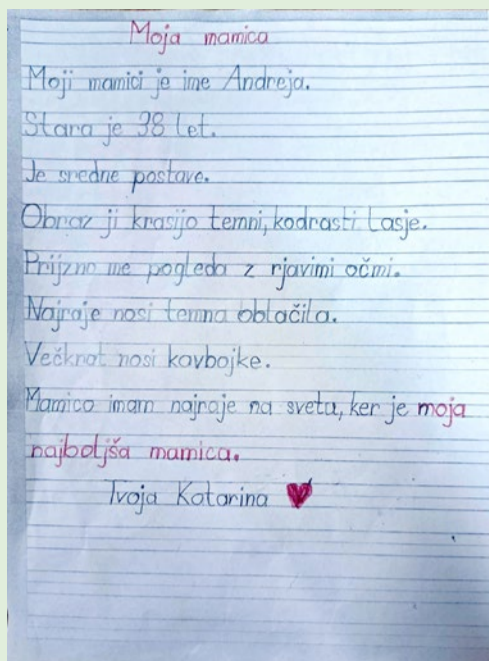 Moja mamica
Moji mamici je ime Andreja.
Stara je 38 let.
Je sredne postave.
Obraz ji krasijo temni, kodrasti lasje.
Prijazno me pogleda z rjavimi očmi.
Najraje nosi temna oblačila.
Večkrat nosi kavbojke.
Mamico imam najraje na svetu, ker je moja
najboljša mamica.
Tvoja Katarina